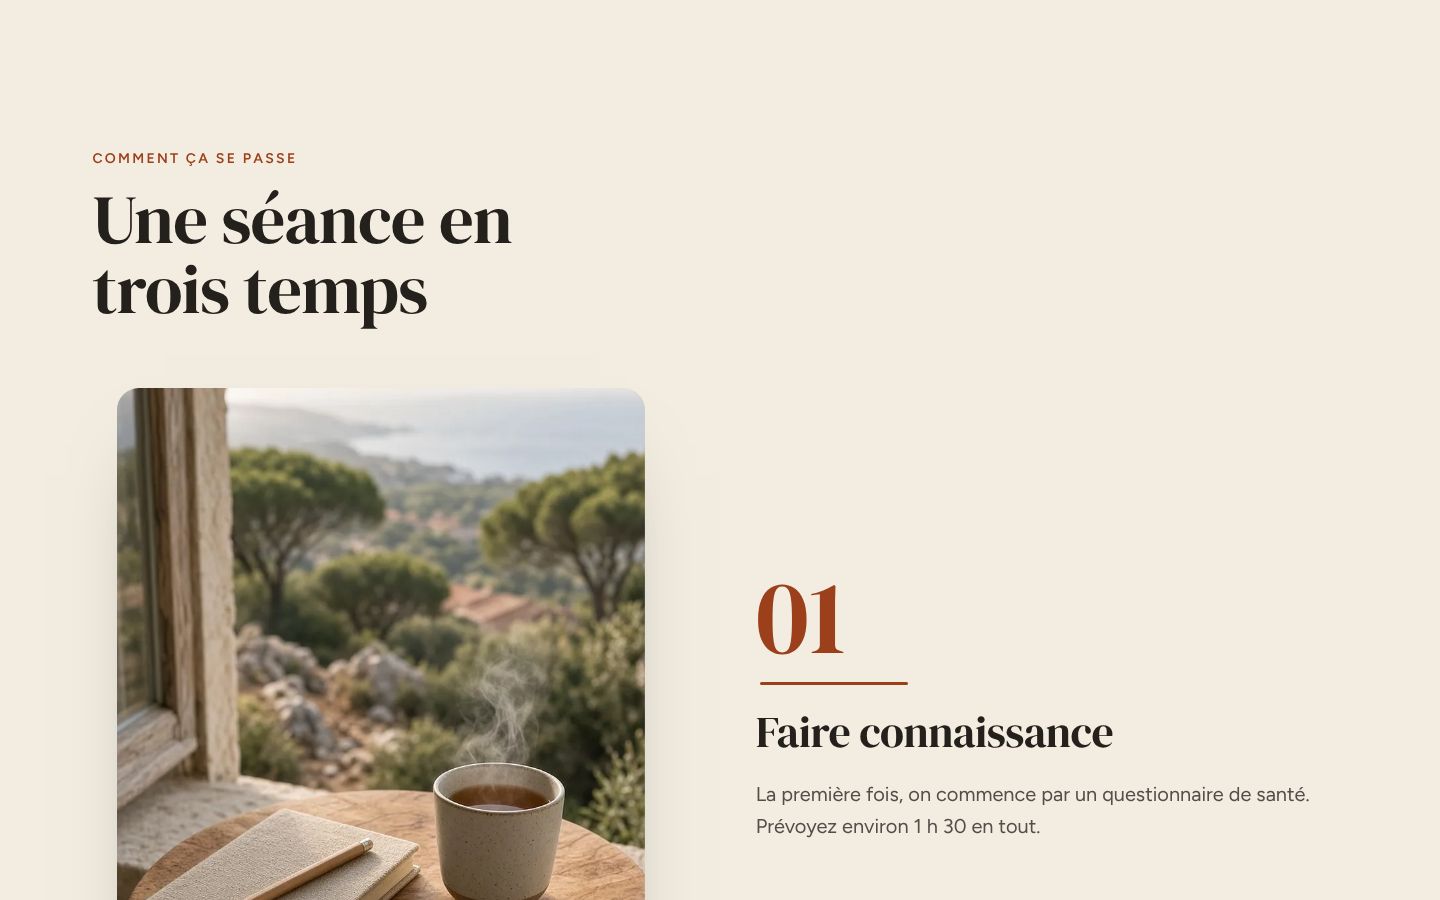 COMMENT ÇA SE PASSE
Une séance en
trois temps
01
Faire connaissance
La première fois, on commence par un questionnaire de santé.
Prévoyez environ 1 h 30 en tout.